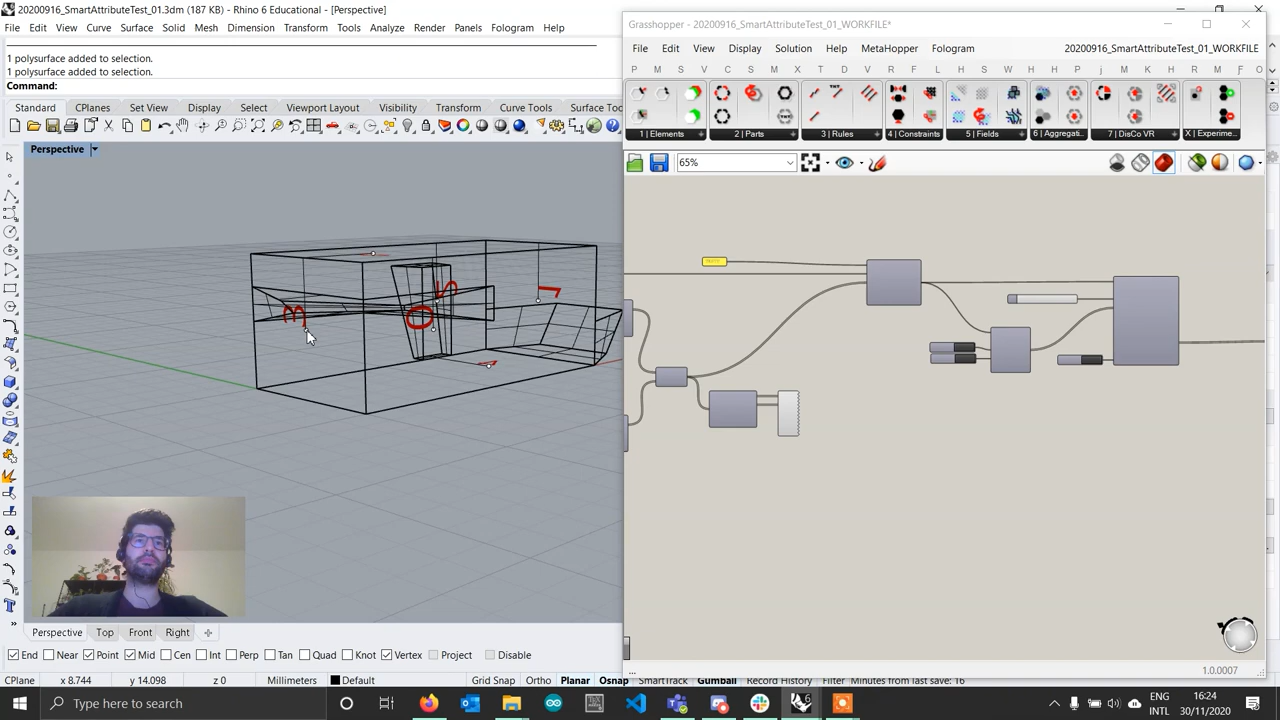 20200916_SmartAttributeTest_01.3dm (187 KB) - Rhino 6 Educational - [Perspective]
File Edit View Curve Surface Solid Mesh Dimension Transform Tools Analyze Render Panels Fologram Help
1 polysurface added to selection.
1 polysurface added to selection.
Command:
Standard CPlanes Set View Display Select Viewport Layout Visibility Transform Curve Tools Surface Too
Perspective
3
0
5
1
Perspective Top Front Right
End Near Point Mid Cen Int Perp Tan Quad Knot Vertex Project Disable
CPlane x 8.744 y 14.098 z 0 Millimeters Default Grid Snap Ortho Planar Osnap SmartTrack Gumball Record History Filter Minutes from last save: 16
Grasshopper - 20200916_SmartAttributeTest_01_WORKFILE*
File Edit View Display Solution Help MetaHopper Fologram 20200916_SmartAttributeTest_01_WORKFILE
1 | Elements 2 | Parts 3 | Rules 4 | Constraints 5 | Fields 6 | Aggregati.. 7 | DisCo VR X | Experime..
65%
...
1.0.0007
Type here to search
ENG
INTL
16:24
30/11/2020